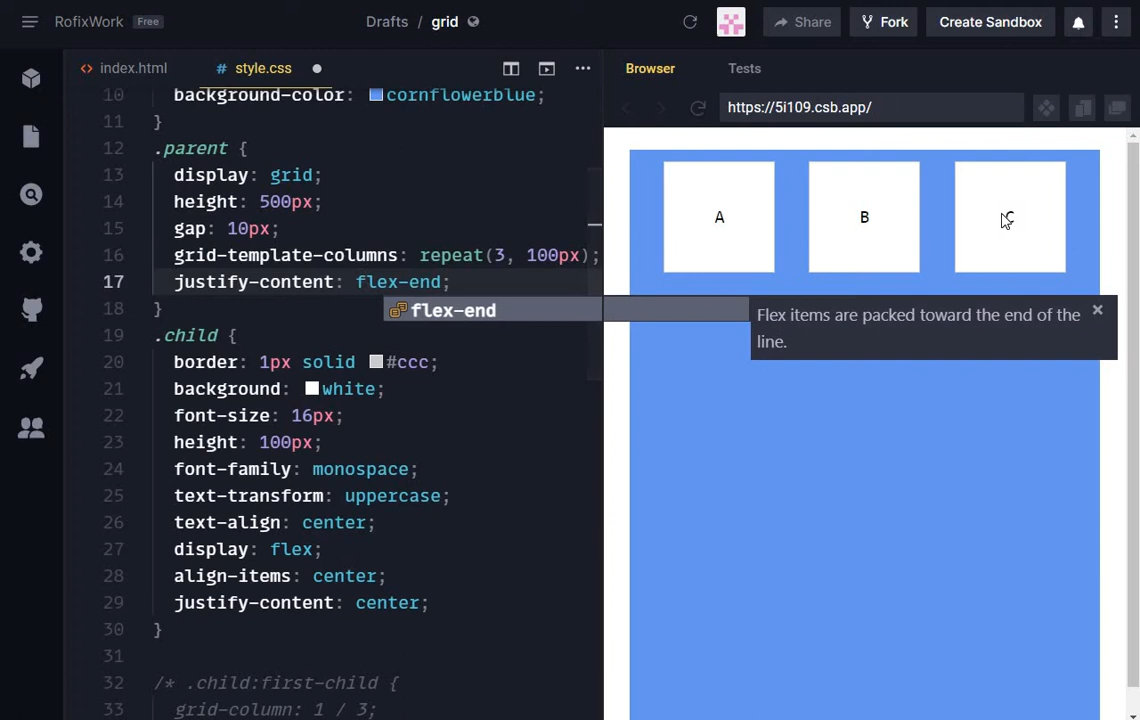 RofixWork Free Drafts / grid Share Fork Create Sandbox
index.html # style.css Browser Tests
https://5i109.csb.app/
10 background-color: cornflowerblue;
11 }
12 .parent {
13 display: grid;
14 height: 500px;
15 gap: 10px;
16 grid-template-columns: repeat(3, 100px);
17 justify-content: flex-end;
18 }
flex-end
Flex items are packed toward the end of the
line.
19 .child {
20 border: 1px solid #ccc;
21 background: white;
22 font-size: 16px;
23 height: 100px;
24 font-family: monospace;
25 text-transform: uppercase;
26 text-align: center;
27 display: flex;
28 align-items: center;
29 justify-content: center;
30 }
31
32 /* .child:first-child {
33 grid-column: 1 / 3;
A B C